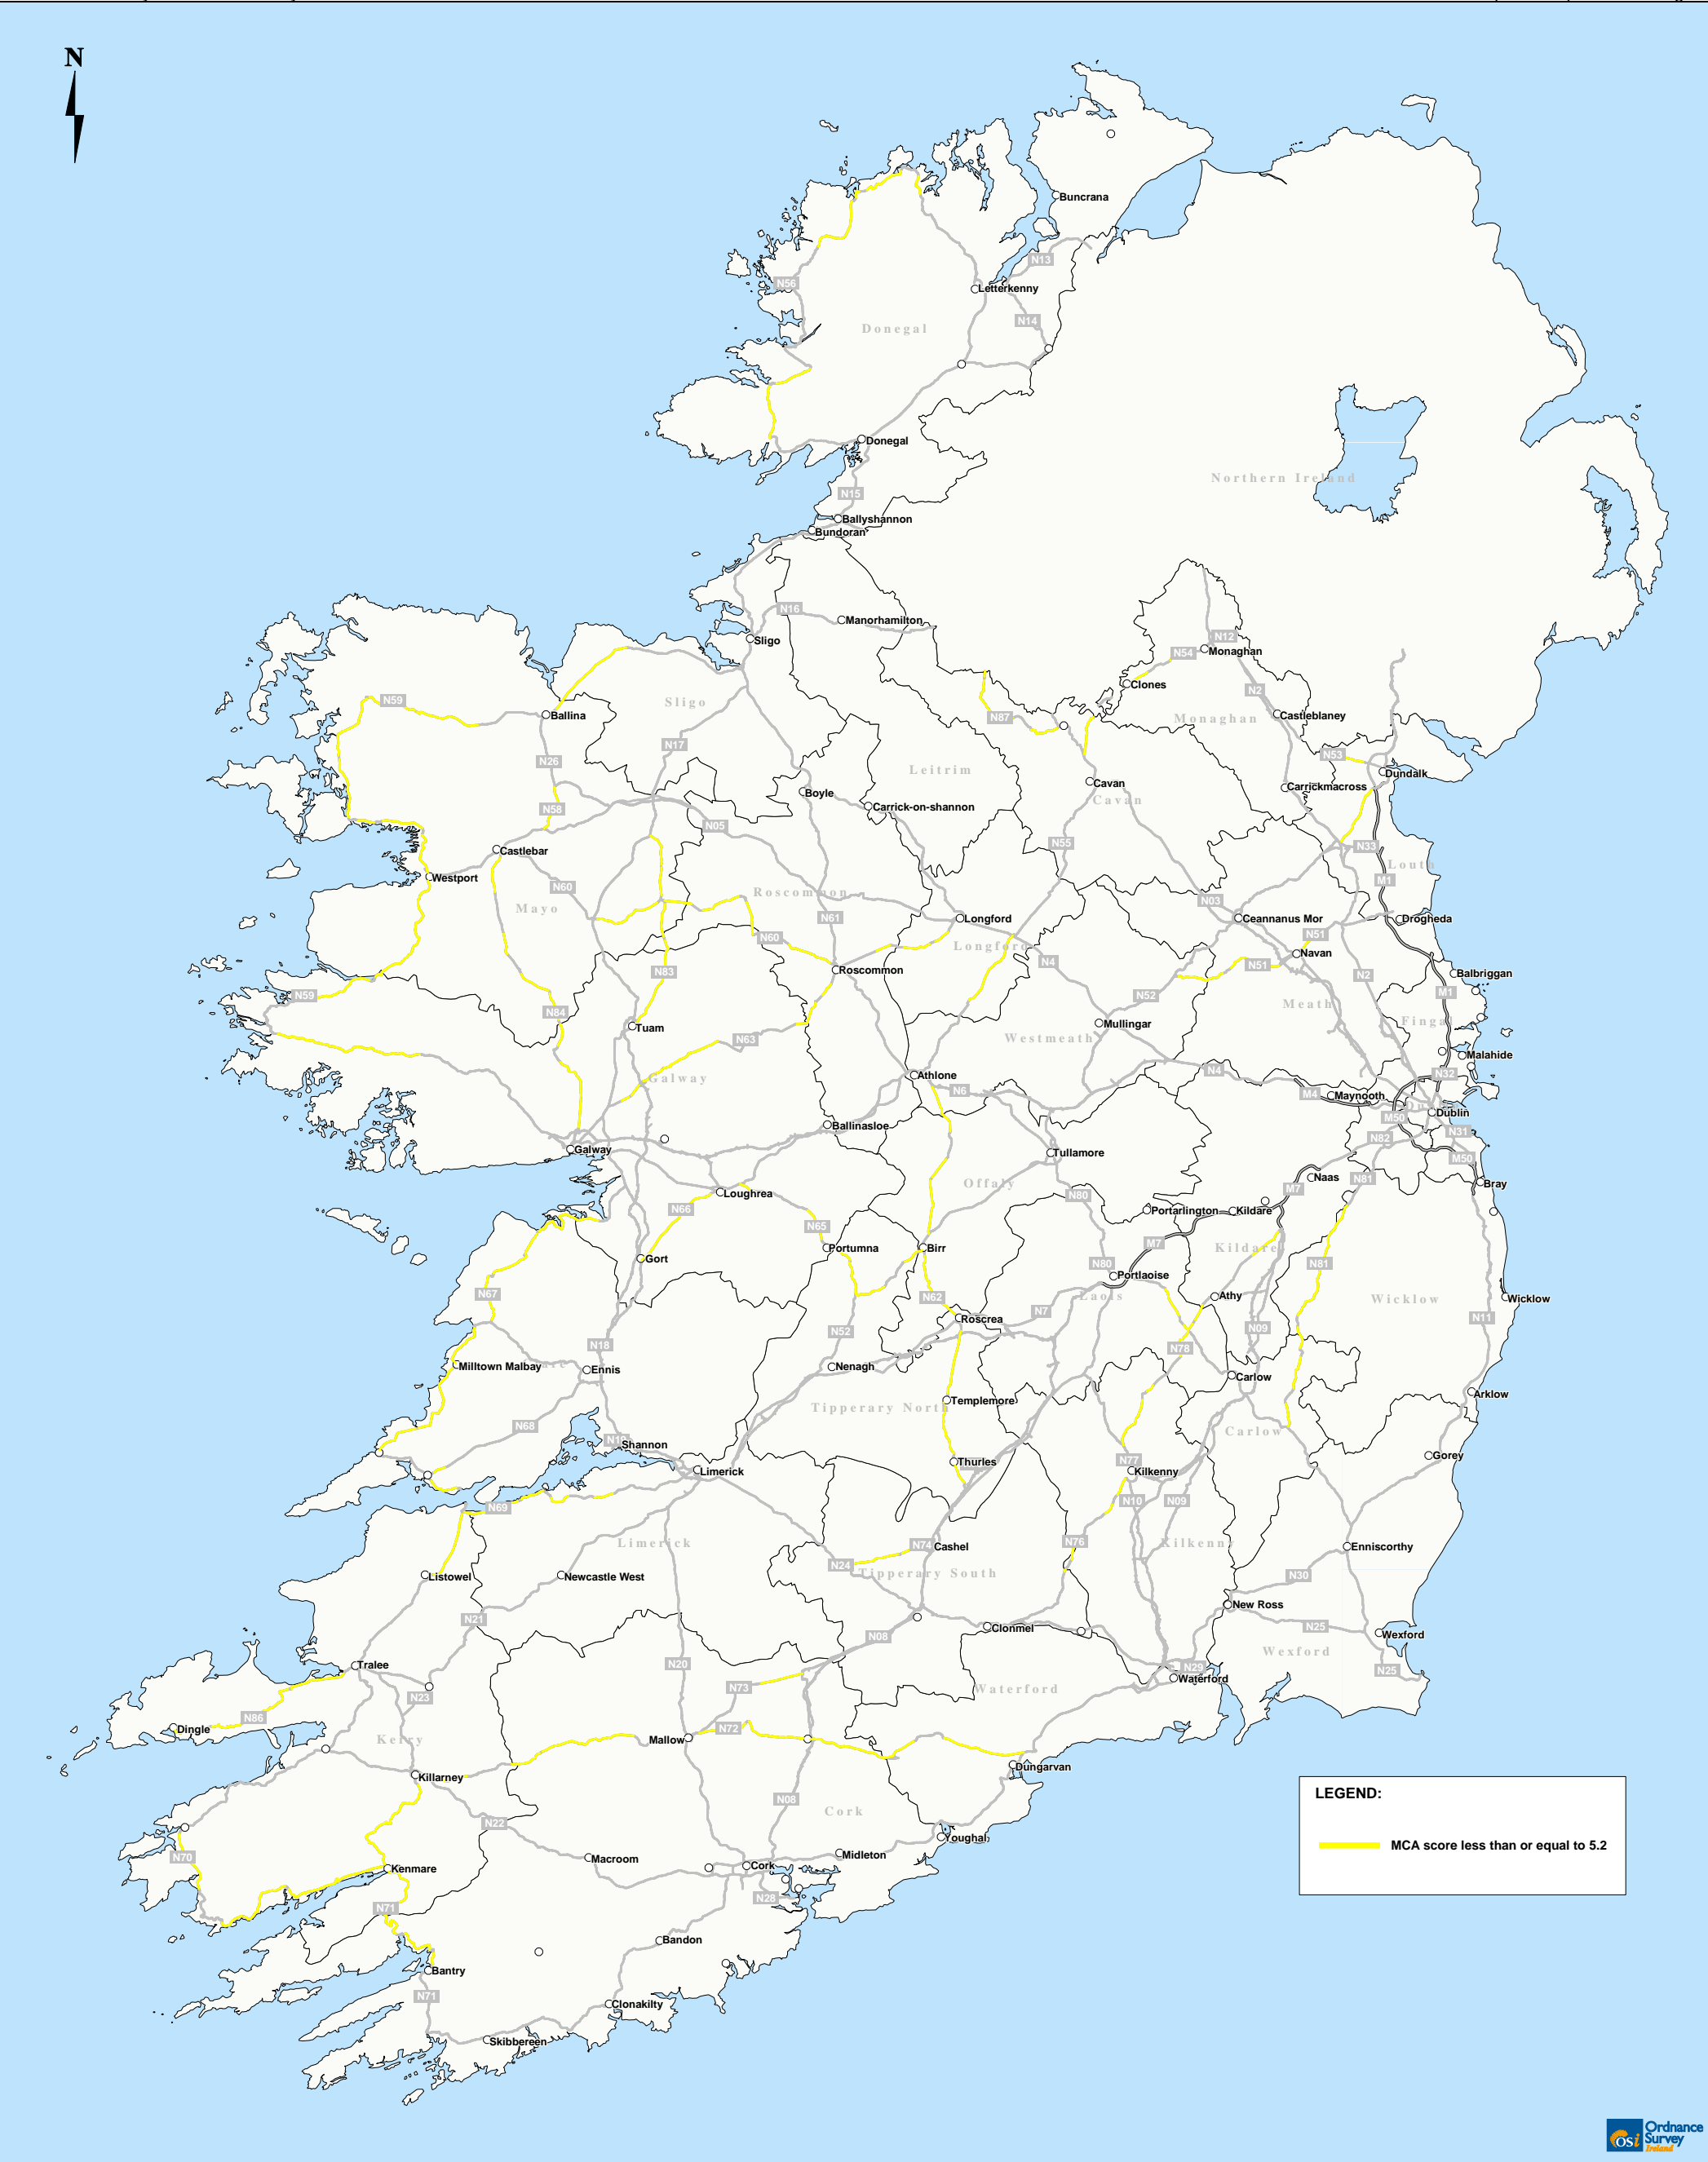 N
Buncrana
N13
N56
Letterkenny
N14
Donegal
Donegal
Northern Ireland
N15
Ballyshannon
Bundoran
N16
Manorhamilton
Sligo
N12
N54
Monaghan
Clones
N2
N59
Sligo
Ballina
N87
Castleblaney
Monaghan
N17
N26
N53
Leitrim
Dundalk
Cavan
Carrickmacross
Boyle
Cavan
Carrick-on-shannon
N58
N05
N55
N33
Castlebar
Louth
Westport
M1
N60
Roscommon
N03
Mayo
N61
Longford
Ceannanus Mor
Drogheda
N60
N51
Longford
Navan
N4
N51
Roscommon
N83
Balbriggan
N2
N59
N52
M1
Meath
N84
Fingal
Tuam
Mullingar
N63
Westmeath
Malahide
N4
N32
Galway
Athlone
N6
M4
Maynooth
Dublin
M50
Ballinasloe
N31
N82
Galway
Tullamore
M50
Naas
N81
Bray
Offaly
M7
Loughrea
N80
N66
Portarlington
Kildare
N65
M7
Portumna
Birr
Kildare
Gort
N80
N81
Portlaoise
N67
N62
Laois
Athy
Wicklow
Wicklow
Roscrea
N7
N11
N52
N09
N18
N78
Milltown Malbay
Ennis
Nenagh
Carlow
Arklow
Templemore
Tipperary North
N68
Carlow
Shannon
Gorey
Thurles
N77
Limerick
Kilkenny
N69
N10
N09
Limerick
N74
Cashel
N76
Kilkenny
Enniscorthy
N24
Tipperary South
Listowel
Newcastle West
N30
New Ross
N21
Clonmel
N25
Wexford
N08
Wexford
Tralee
N20
N29
N25
Waterford
N23
N73
Waterford
N86
Dingle
N72
Kerry
Mallow
Dungarvan
Killarney
LEGEND:
N08
Cork
N22
Youghal
MCA score less than or equal to 5.2
N70
Macroom
Midleton
Kenmare
Cork
N28
N71
Bandon
Bantry
N71
Clonakilty
Skibbereen
osi
Ordnance
Survey
Ireland